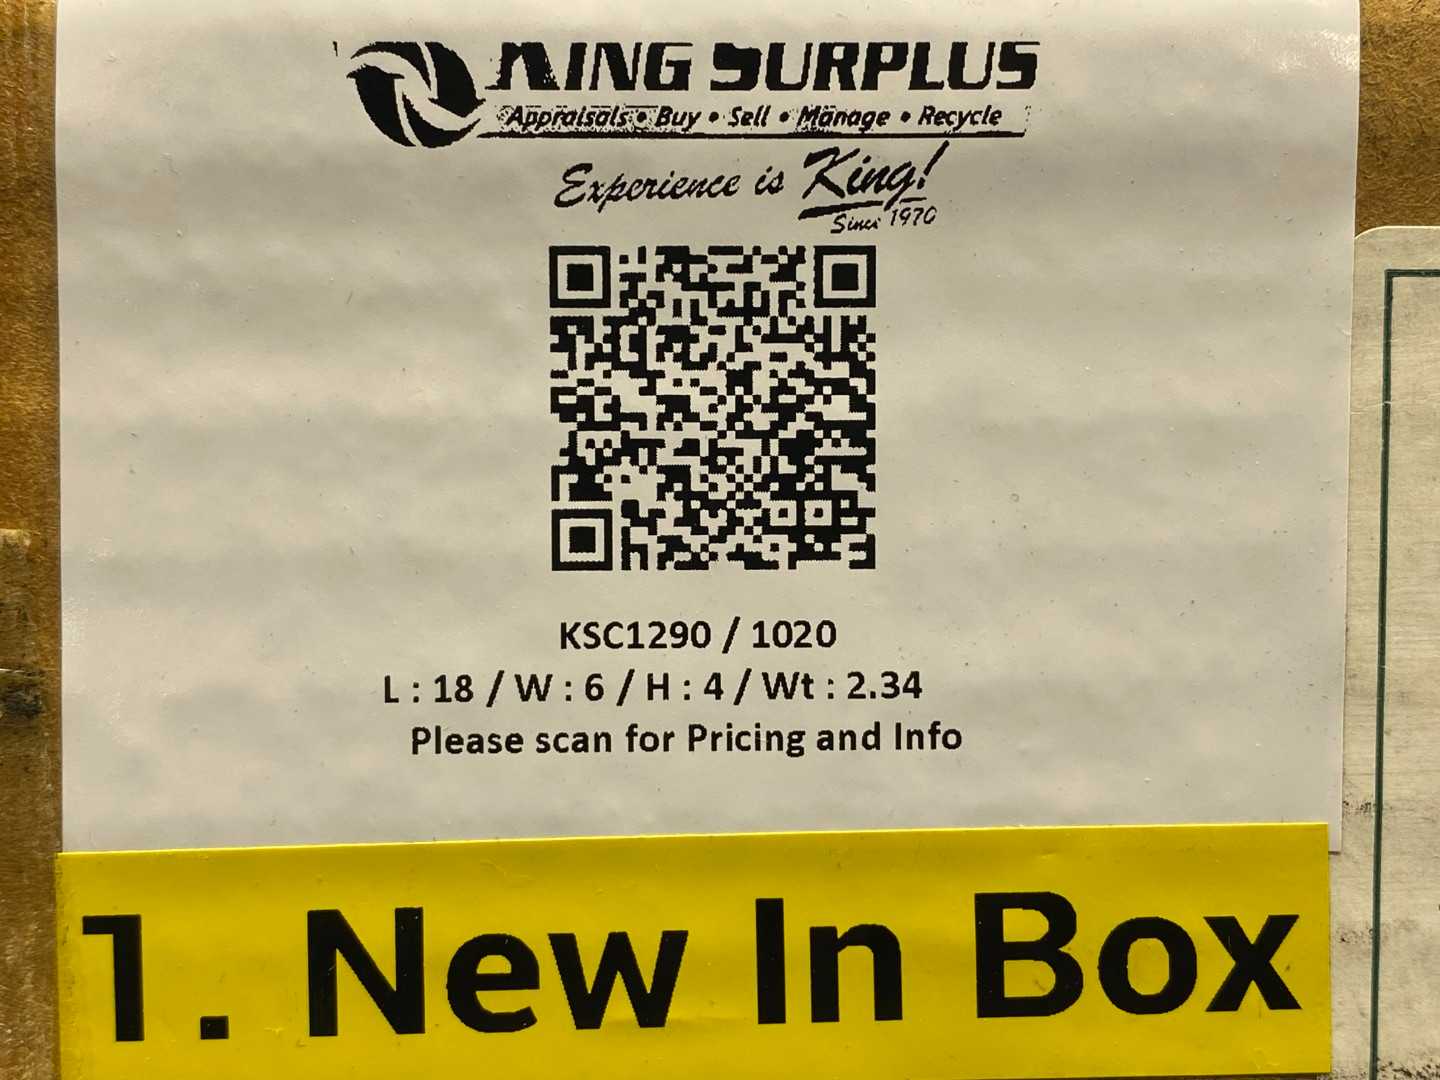 KING SURPLUS
Appraisals • Buy • Sell • Manage • Recycle
Experience is King!
Since 1970
KSC1290 / 1020
L : 18 / W : 6 / H : 4 / Wt : 2.34
Please scan for Pricing and Info
1. New In Box